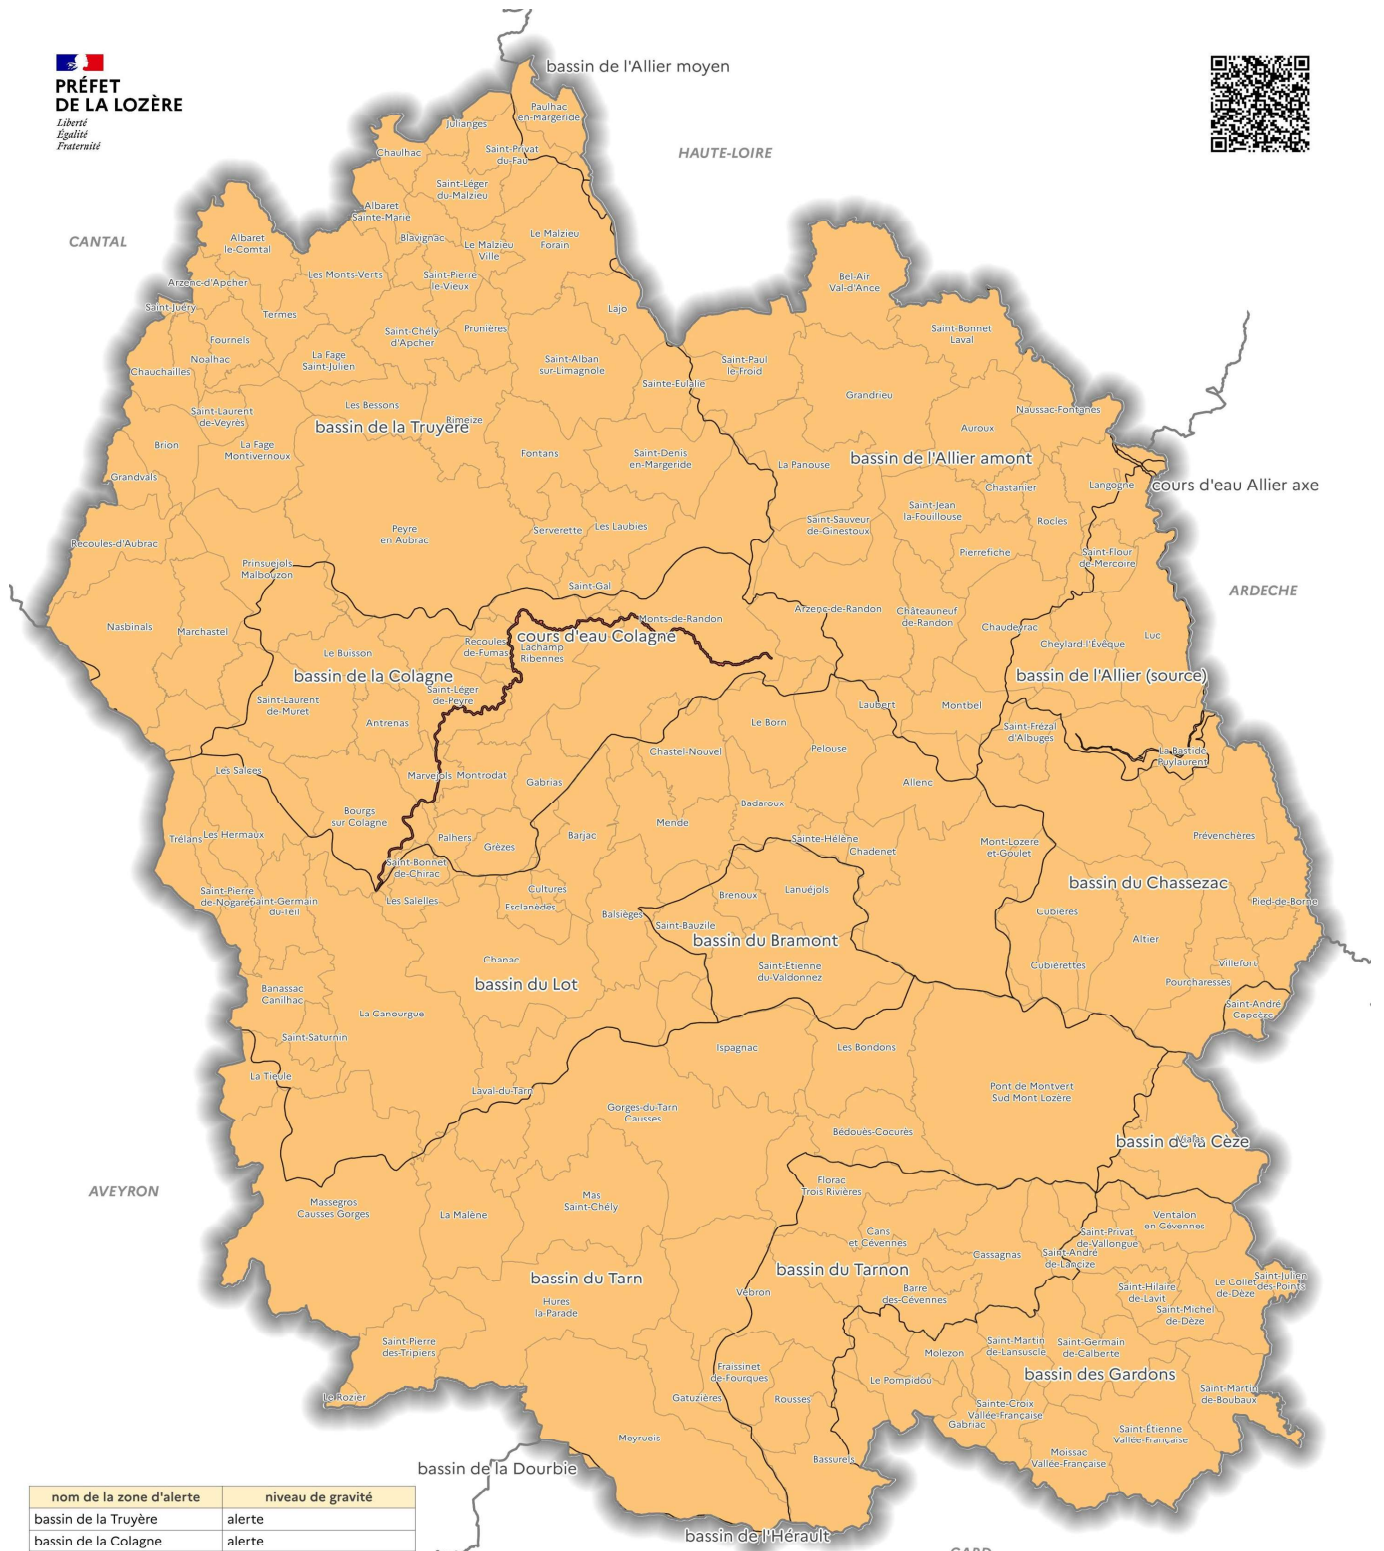 PRÉFET
DE LA LOZÈRE
Liberté
Égalité
Fraternité
bassin de l'Allier moyen
Paulhac
en-Margeride
Julianges
Saint-Privat
du-Fau
Chaulhac
HAUTE-LOIRE
Saint-Léger
du-Malzieu
Albaret
Sainte-Marie
CANTAL
Albaret
le-Comtal
Blavignac
Le Malzieu
Ville
Le Malzieu
Forain
Les Monts-Verts
Saint-Pierre
le-Vieux
Arzenc-d'Apcher
Bel-Air
Val-d'Ance
Saint-Juéry
Termes
Lajo
Fournels
Saint-Chély
d'Apcher
Prunières
Saint-Bonnet
Laval
Noalhac
La Fage
Saint-Julien
Saint-Alban
sur-Limagnole
Saint-Paul
le-Froid
Chauchailles
Sainte-Eulalie
Grandrieu
Saint-Laurent
de-Veyrès
Les Bessons
Naussac-Fontanes
bassin de la Truyère
Rimeize
Auroux
Brion
La Fage
Montivernoux
Fontans
Saint-Denis
en-Margeride
La Panouse
bassin de l'Allier amont
Grandvals
Chastanier
Langogne
cours d'eau Allier axe
Saint-Jean
la-Fouillouse
Saint-Sauveur
de-Ginestoux
Rocles
Peyre
en Aubrac
Serverette
Les Laubies
Recoules-d'Aubrac
Pierrefiche
Saint-Flour
de-Mercoire
Prinsuejols
Malbouzon
Saint-Gal
ARDECHE
Arzenc-de-Randon
Châteauneuf
de-Randon
Monts-de-Randon
Nasbinals
Marchastel
Chaudeyrac
Luc
cours d'eau Colagne
Recoules
de-Fumas
Lachamp
Ribennes
Cheylard-l'Évêque
Le Buisson
bassin de la Colagne
bassin de l'Allier (source)
Saint-Léger
de-Peyre
Saint-Laurent
de-Muret
Laubert
Montbel
Antrenas
Le Born
Saint-Frézal
d'Albuges
Chastel-Nouvel
Pelouse
La Bastide
Puylaurent
Les Salces
Marvejols
Montrodat
Gabrias
Allenc
Badaroux
Bourgs
sur Colagne
Mende
Trélans
Les Hermaux
Palhers
Grèzes
Barjac
Sainte-Hélène
Chadenet
Mont-Lozere
et-Goulet
Prévenchères
Saint-Bonnet
de-Chirac
bassin du Chassezac
Saint-Pierre
de-Nogaret
Saint-Germain
du-Teil
Les Salelles
Cultures
Esclanèdes
Brenoux
Lanuéjols
Pied-de-Borne
Balsièges
Saint-Bauzile
Cubières
bassin du Bramont
Altier
Chanac
Saint-Etienne
du-Valdonnez
Cubiérettes
Villefort
bassin du Lot
Pourcharesses
Banassac
Canilhac
Saint-André
Capcèze
La Canourgue
Saint-Saturnin
Ispagnac
Les Bondons
La Tieule
Laval-du-Tarn
Pont de Montvert
Sud Mont Lozère
Gorges-du-Tarn
Causses
Bédouès-Cocurès
bassin de la Cèze
Vialas
AVEYRON
Florac
Trois Rivières
Massegros
Causses Gorges
La Malène
Mas
Saint-Chély
Ventalon
en Cévennes
Cans
et Cévennes
Saint-Privat
de-Vallongue
Cassagnas
Saint-André
de-Lancize
bassin du Tarn
bassin du Tarnon
Saint-Julien
des-Points
Le Collet
de-Dèze
Vebron
Barre
des-Cévennes
Saint-Hilaire
de-Lavit
Hures
la-Parade
Saint-Michel
de-Dèze
Saint-Pierre
des-Tripiers
Saint-Martin
de-Lansuscle
Saint-Germain
de-Calberte
Molezon
Fraissinet
de-Fourques
Le Pompidou
bassin des Gardons
Le Rozier
Gatuzières
Rousses
Saint-Martin
de-Boubaux
Sainte-Croix
Vallée-Française
Gabriac
Meyrueis
Saint-Étienne
Vallée-Française
Bassurels
Moissac
Vallée-Française
bassin de la Dourbie
bassin de l'Hérault
nom de la zone d'alerte niveau de gravité
bassin de la Truyère alerte
bassin de la Colagne alerte
GARD